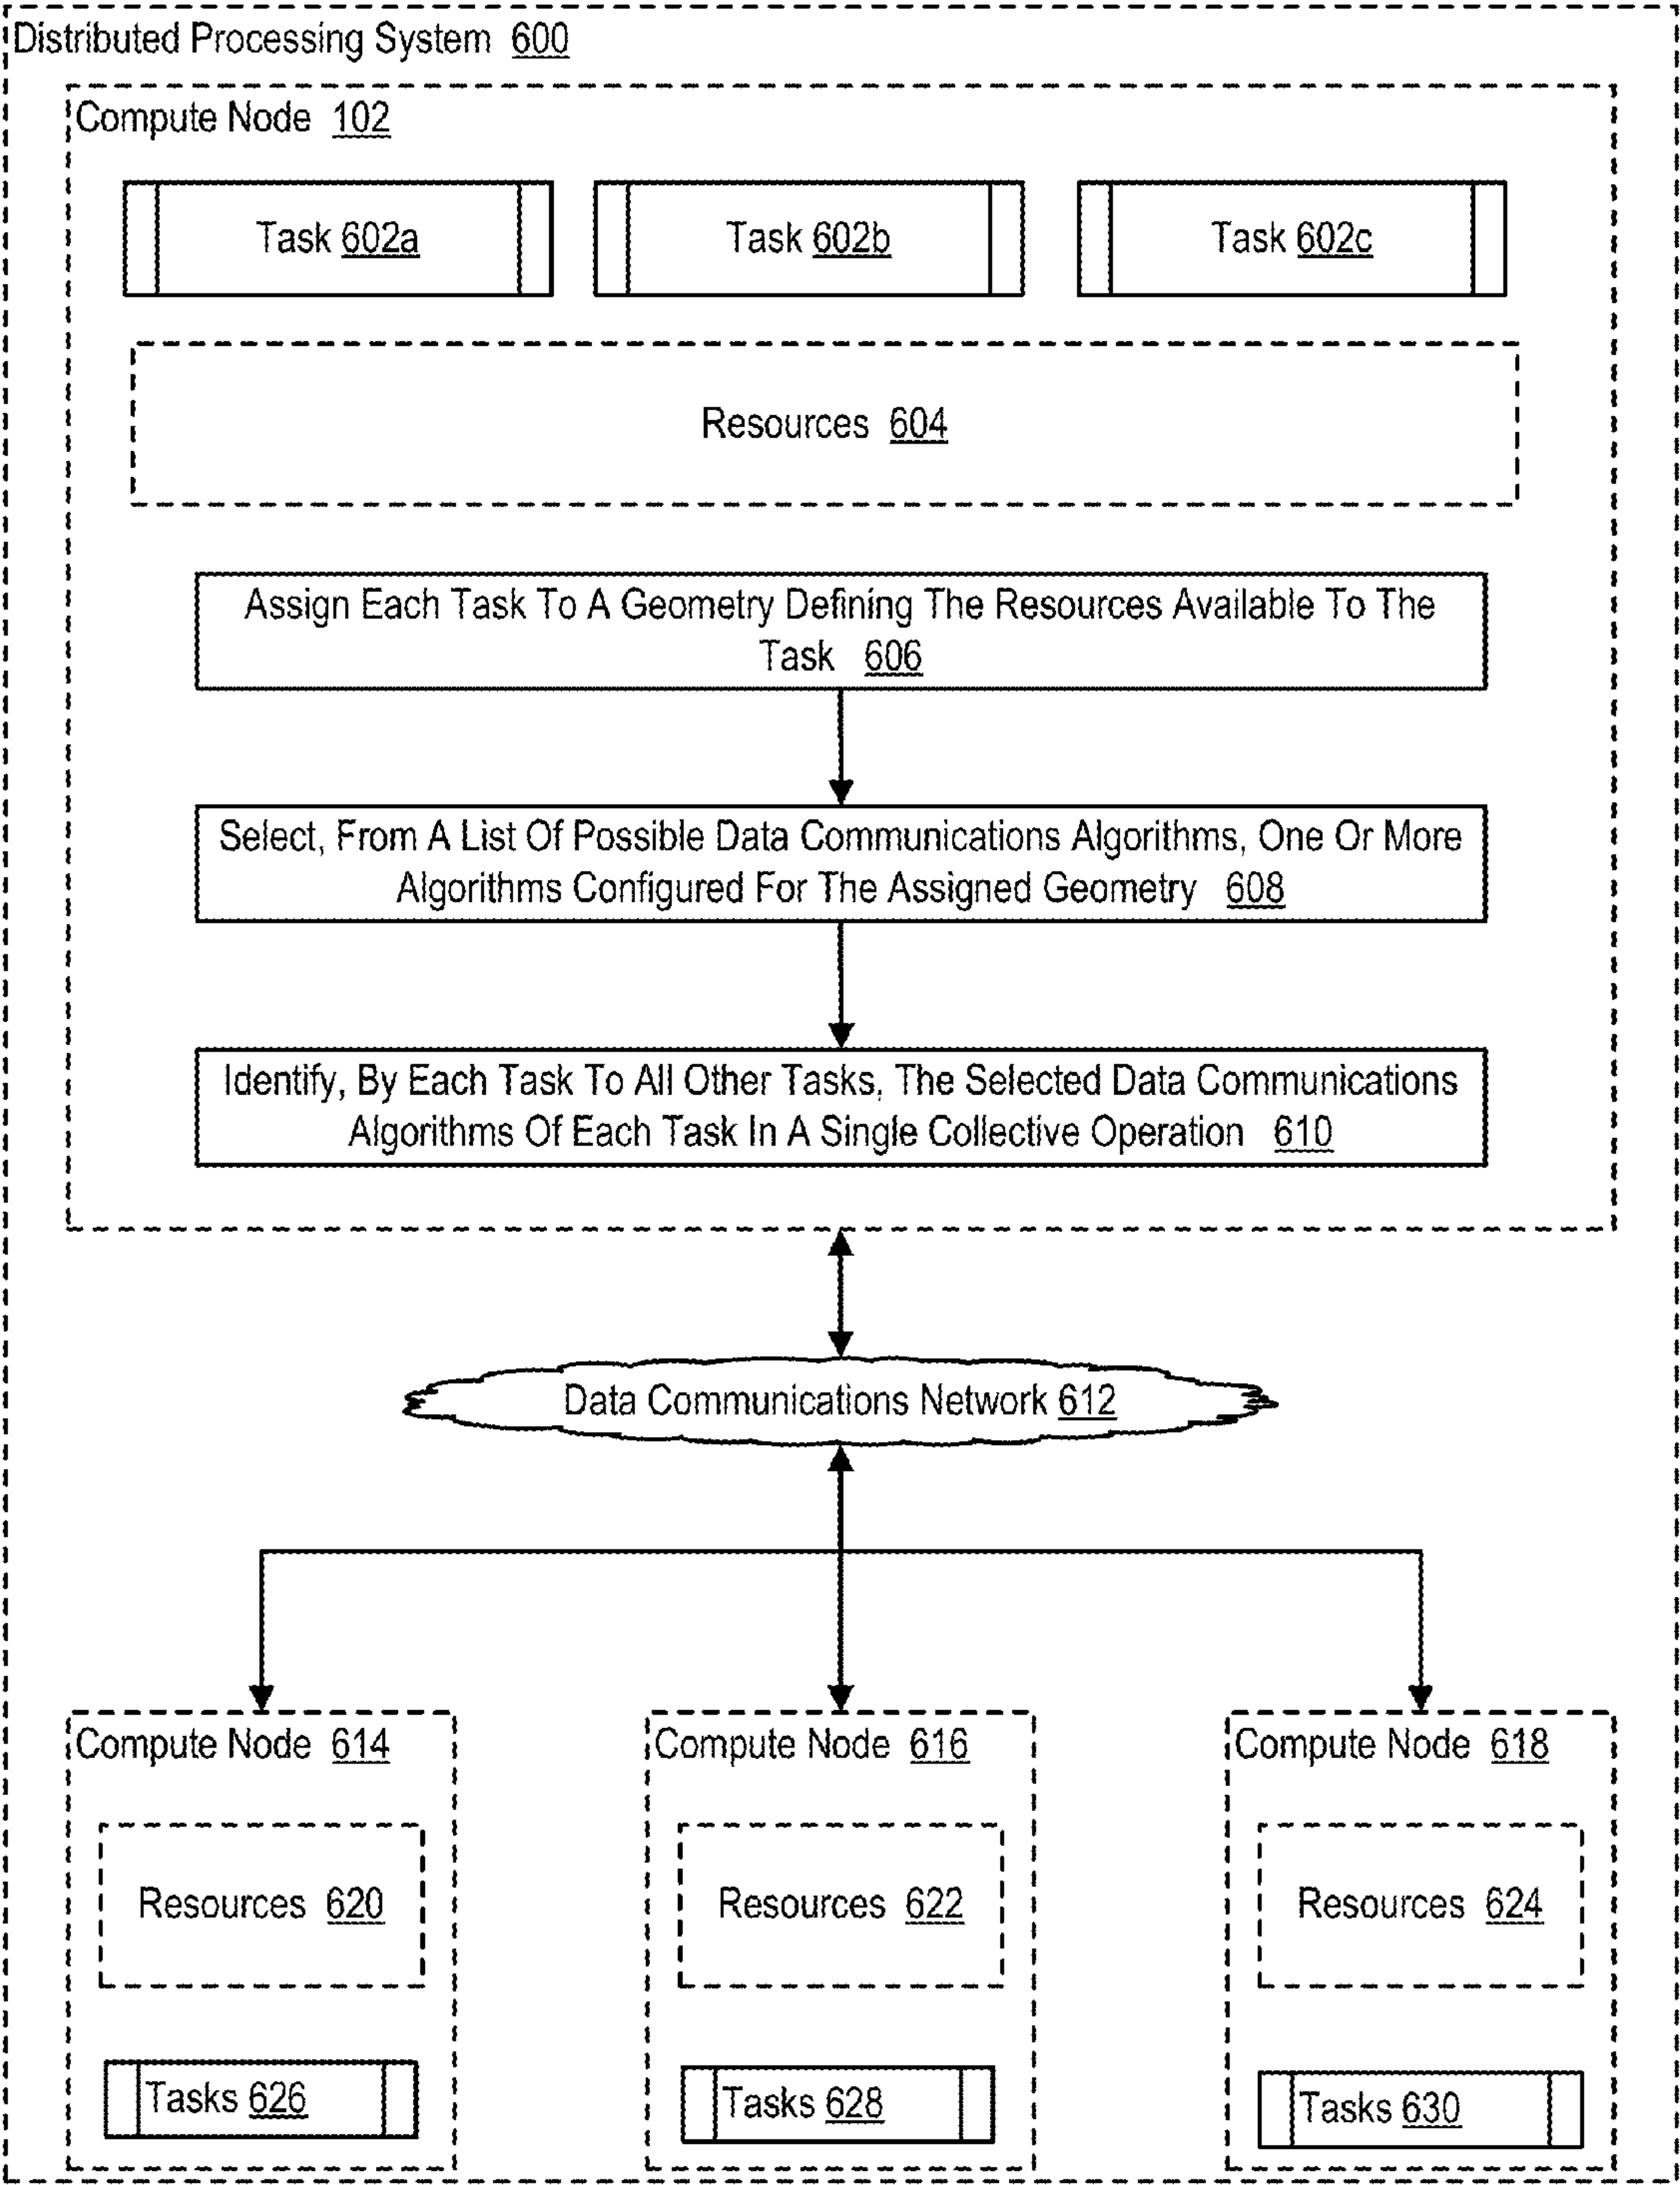 Distributed Processing System 600
Compute Node 102
Task 602a
Task 602b
Task 602c
Resources 604
Assign Each Task To A Geometry Defining The Resources Available To The
Task 606
Select, From A List Of Possible Data Communications Algorithms, One Or More
Algorithms Configured For The Assigned Geometry 608
Identify, By Each Task To All Other Tasks, The Selected Data Communications
Algorithms Of Each Task In A Single Collective Operation 610
Data Communications Network 612
Compute Node 614
Compute Node 616
Compute Node 618
Resources 620
Resources 622
Resources 624
Tasks 626
Tasks 628
Tasks 630